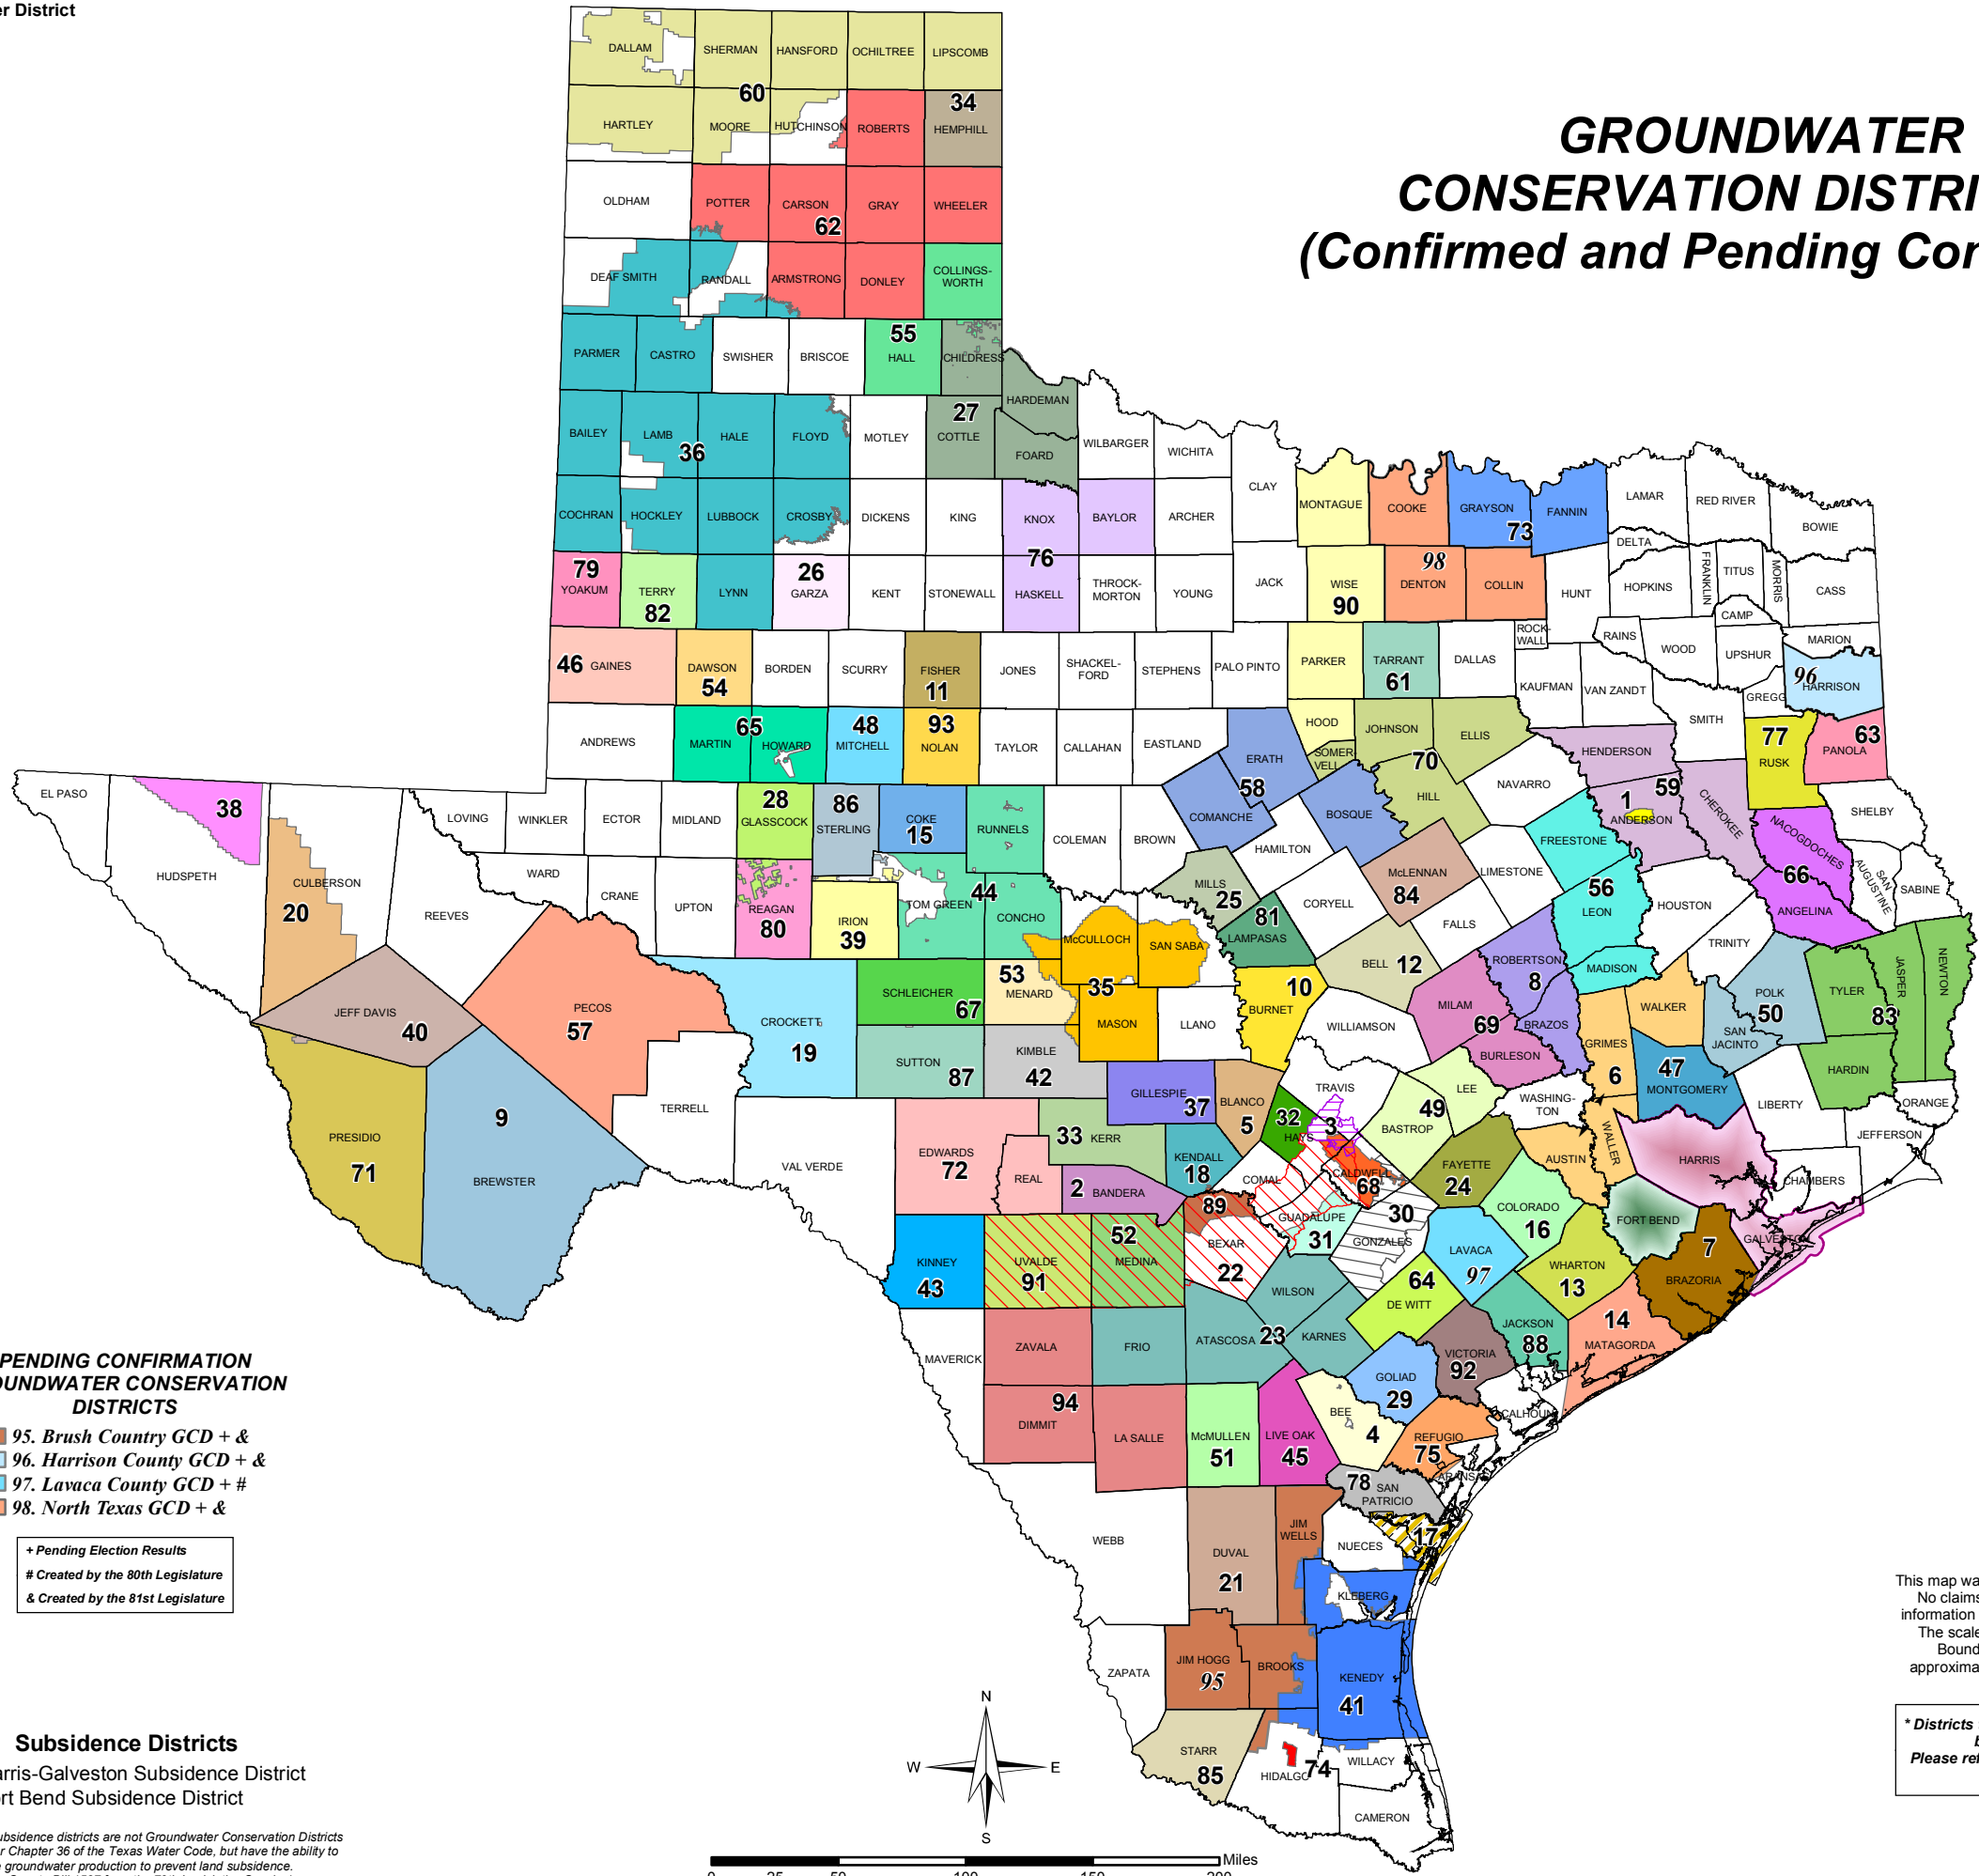 er District
GROUNDWATER
CONSERVATION DISTRI
(Confirmed and Pending Con
DALLAM
SHERMAN
HANSFORD
OCHILTREE
LIPSCOMB
60
34
HARTLEY
MOORE
HUTCHINSON
ROBERTS
HEMPHILL
OLDHAM
POTTER
CARSON
GRAY
WHEELER
62
DEAF SMITH
RANDALL
ARMSTRONG
DONLEY
COLLINGS-
WORTH
55
PARMER
CASTRO
SWISHER
BRISCOE
HALL
CHILDRESS
HARDEMAN
27
BAILEY
LAMB
36
HALE
FLOYD
MOTLEY
COTTLE
FOARD
WILBARGER
WICHITA
CLAY
COCHRAN
HOCKLEY
LUBBOCK
CROSBY
DICKENS
KING
KNOX
BAYLOR
ARCHER
MONTAGUE
COOKE
GRAYSON
73
FANNIN
LAMAR
RED RIVER
BOWIE
DELTA
79
YOAKUM
TERRY
82
LYNN
26
GARZA
KENT
STONEWALL
76
HASKELL
THROCK-
MORTON
YOUNG
JACK
WISE
90
98
DENTON
COLLIN
HUNT
HOPKINS
FRANKLIN
TITUS
MORRIS
CAMP
CASS
MARION
46
GAINES
DAWSON
54
BORDEN
SCURRY
FISHER
11
JONES
SHACKEL-
FORD
STEPHENS
PALO PINTO
PARKER
TARRANT
61
DALLAS
ROCK-
WALL
RAINS
WOOD
UPSHUR
96
HARRISON
KAUFMAN
VAN ZANDT
GREGG
SMITH
ANDREWS
MARTIN
65
HOWARD
48
MITCHELL
93
NOLAN
TAYLOR
CALLAHAN
EASTLAND
ERATH
HOOD
SOMER
VELL
JOHNSON
ELLIS
70
HENDERSON
77
RUSK
63
PANOLA
EL PASO
38
HUDSPETH
CULBERSON
20
REEVES
LOVING
WINKLER
ECTOR
MIDLAND
28
GLASSCOCK
86
STERLING
COKE
15
RUNNELS
COLEMAN
BROWN
COMANCHE
58
BOSQUE
HILL
NAVARRO
1
ANDERSON
59
CHEROKEE
SHELBY
NACOGDOCHES
FREESTONE
HAMILTON
WARD
CRANE
UPTON
REAGAN
80
IRION
39
TOM GREEN
44
CONCHO
McCULLOCH
SAN SABA
MILLS
25
81
LAMPASAS
CORYELL
McLENNAN
84
LIMESTONE
FALLS
56
LEON
HOUSTON
66
ANGELINA
SAN
AUGUSTINE
SABINE
TRINITY
BELL
12
ROBERTSON
8
MADISON
PECOS
57
JEFF DAVIS
40
CROCKETT
19
SCHLEICHER
67
53
MENARD
35
MASON
LLANO
10
BURNET
WILLIAMSON
MILAM
69
BRAZOS
BURLESON
GRIMES
6
WALKER
SAN
JACINTO
POLK
50
TYLER
83
JASPER
NEWTON
HARDIN
SUTTON
87
KIMBLE
42
47
MONTGOMERY
LIBERTY
ORANGE
JEFFERSON
PRESIDIO
71
9
BREWSTER
TERRELL
VAL VERDE
EDWARDS
72
REAL
33
KERR
GILLESPIE
37
BLANCO
5
32
HAYS
TRAVIS
3
BASTROP
49
LEE
WASHING-
TON
AUSTIN
WALLER
HARRIS
CHAMBERS
2
BANDERA
KENDALL
18
COMAL
CALDWELL
68
FAYETTE
24
COLORADO
16
FORT BEND
GALVESTON
89
BEXAR
22
GUADALUPE
31
30
GONZALES
LAVACA
97
WHARTON
13
7
BRAZORIA
KINNEY
43
UVALDE
91
52
MEDINA
WILSON
64
DE WITT
JACKSON
88
14
MATAGORDA
MAVERICK
ZAVALA
FRIO
ATASCOSA
23
KARNES
GOLIAD
29
VICTORIA
92
CALHOUN
DIMMIT
94
LA SALLE
McMULLEN
51
LIVE OAK
45
BEE
4
REFUGIO
75
ARANSAS
78
SAN
PATRICIO
WEBB
DUVAL
21
JIM
WELLS
NUECES
17
KLEBERG
ZAPATA
JIM HOGG
95
BROOKS
KENEDY
41
STARR
85
HIDALGO
74
WILLACY
CAMERON
PENDING CONFIRMATION
OUNDWATER CONSERVATION
DISTRICTS
95. Brush Country GCD + &
96. Harrison County GCD + &
97. Lavaca County GCD + #
98. North Texas GCD + &
+ Pending Election Results
# Created by the 80th Legislature
& Created by the 81st Legislature
Subsidence Districts
arris-Galveston Subsidence District
rt Bend Subsidence District
ubsidence districts are not Groundwater Conservation Districts
r Chapter 36 of the Texas Water Code, but have the ability to
e groundwater production to prevent land subsidence.
N
W
E
S
Miles
This map wa
No claims
information
The scale
Bound
approxima
* Districts
b
Please ref